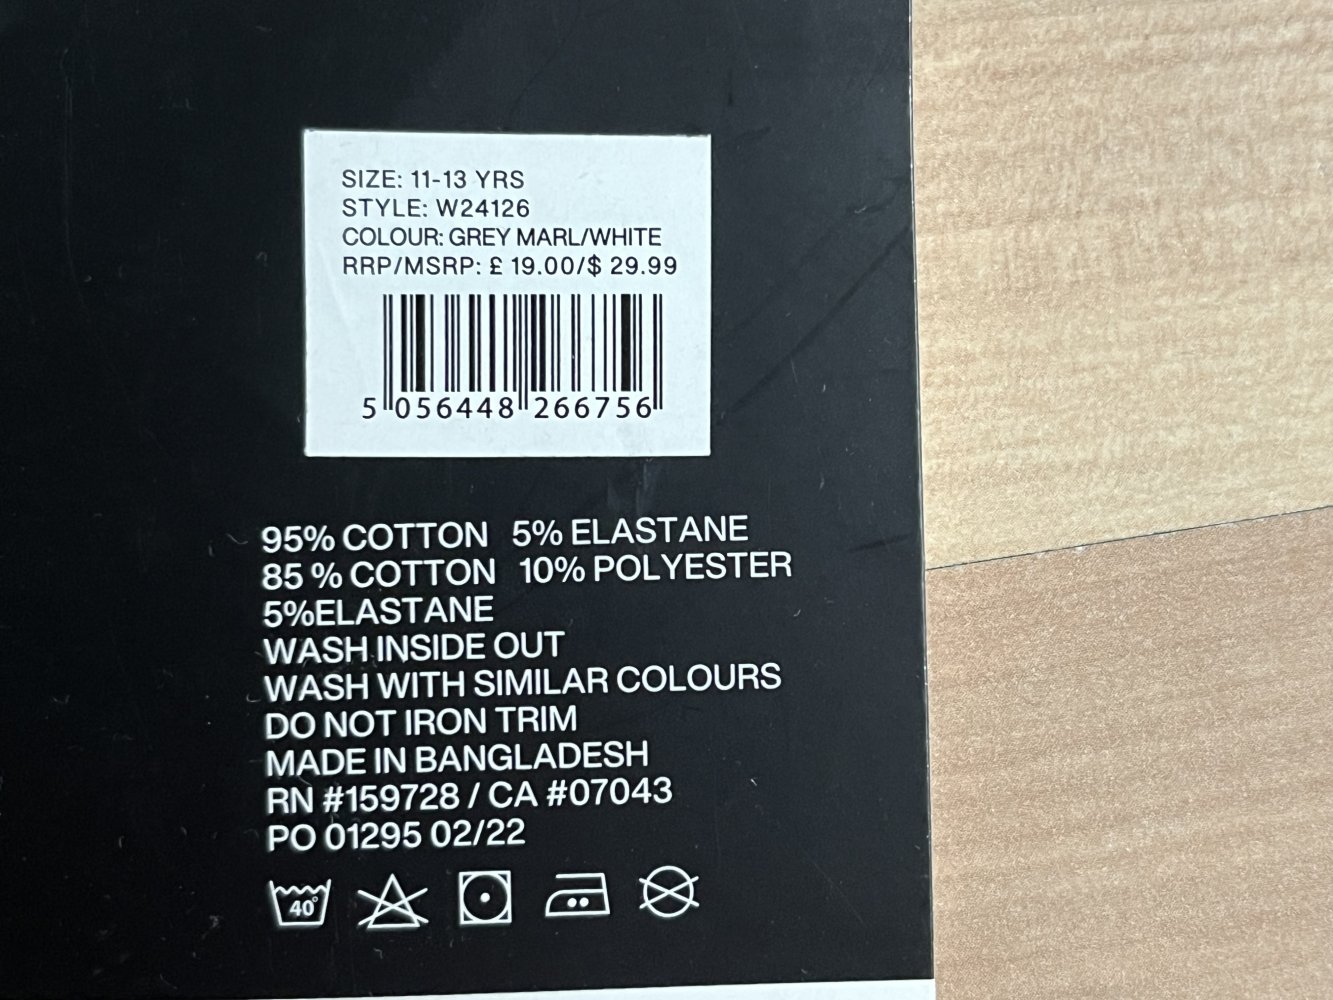 SIZE: 11-13 YRS
STYLE: W24126
COLOUR: GREY MARL/WHITE
RRP/MSRP: £ 19.00/$ 29.99
5 056448 266756
95% COTTON 5% ELASTANE
85 % COTTON 10% POLYESTER
5%ELASTANE
WASH INSIDE OUT
WASH WITH SIMILAR COLOURS
DO NOT IRON TRIM
MADE IN BANGLADESH
RN #159728 / CA #07043
PO 01295 02/22
40°